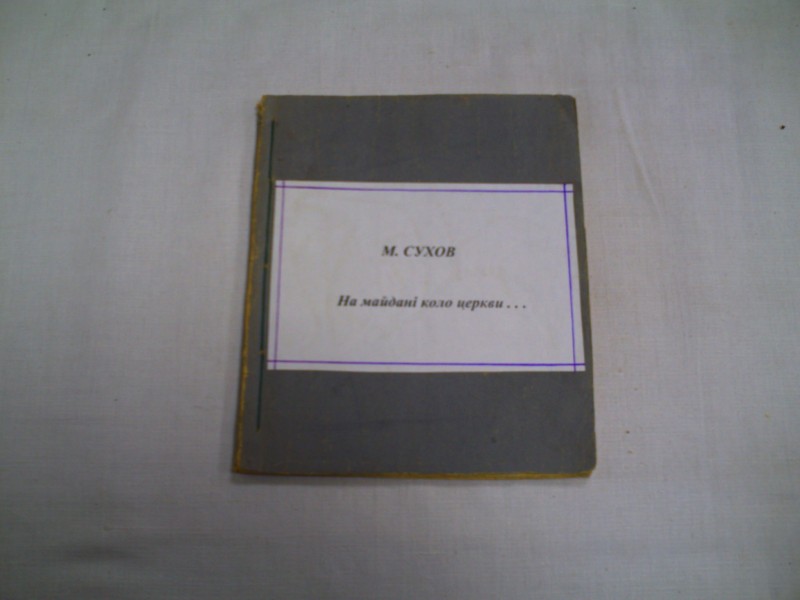 М. СУХОВ
На майдані коло церкви . . .